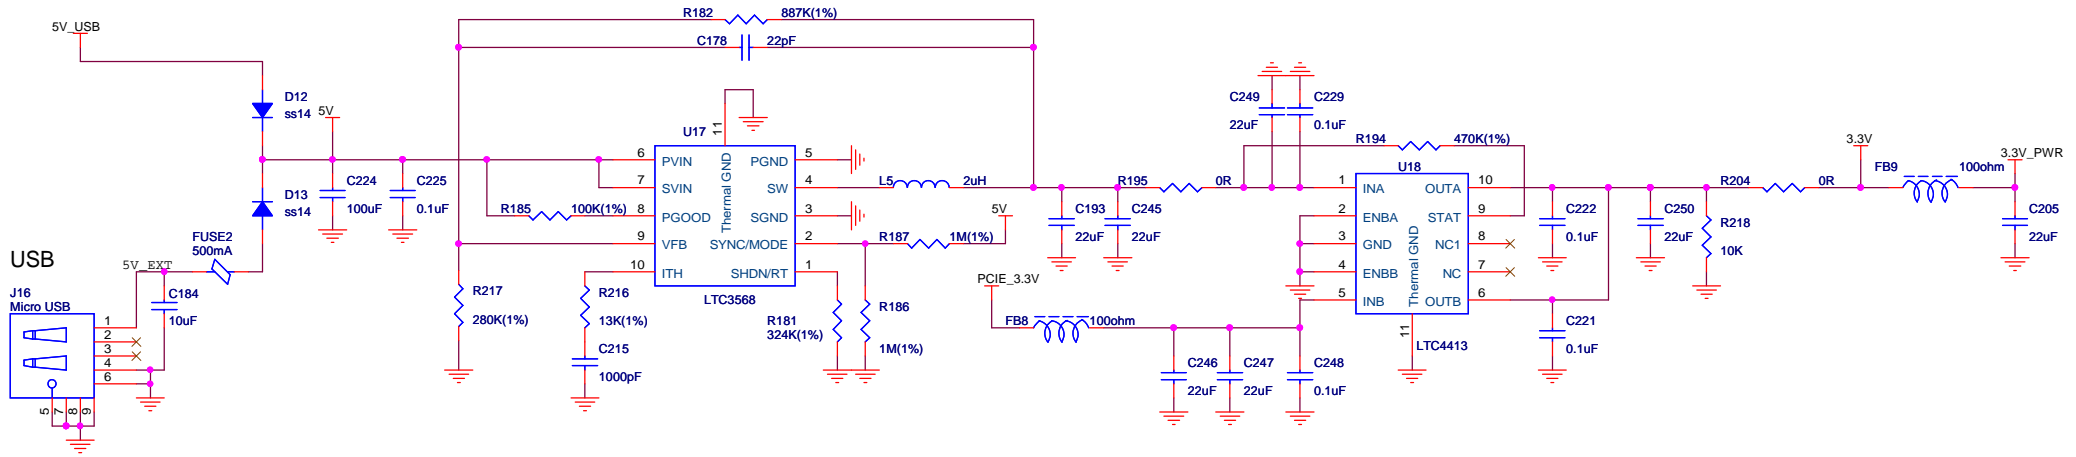 5V_USB
R182 887K(1%)
C178 22pF
D12
ss14
5V
D13
ss14
C224
100uF
C225
0.1uF
FUSE2
500mA
5V_EXT
USB
J16
Micro USB
C184
10uF
1
2
3
4
6
5
7
8
9
U17
11
Thermal GND
6 PVIN
7 SVIN
8 PGOOD
9 VFB
10 ITH
PGND 5
SW 4
SGND 3
SYNC/MODE 2
SHDN/RT 1
LTC3568
R185 100K(1%)
R217
280K(1%)
R216
13K(1%)
C215
1000pF
L5 2uH
5V
R187 1M(1%)
R181
324K(1%)
R186
1M(1%)
C193
22uF
C245
22uF
R195 0R
PCIE_3.3V
FB8 100ohm
C246
22uF
C247
22uF
C248
0.1uF
C249
22uF
C229
0.1uF
R194 470K(1%)
U18
1 INA
2 ENBA
3 GND
4 ENBB
5 INB
OUTA 10
STAT 9
NC1 8
NC 7
OUTB 6
Thermal GND
11
LTC4413
C222
0.1uF
C221
0.1uF
C250
22uF
R218
10K
R204 0R
3.3V
FB9 100ohm
3.3V_PWR
C205
22uF